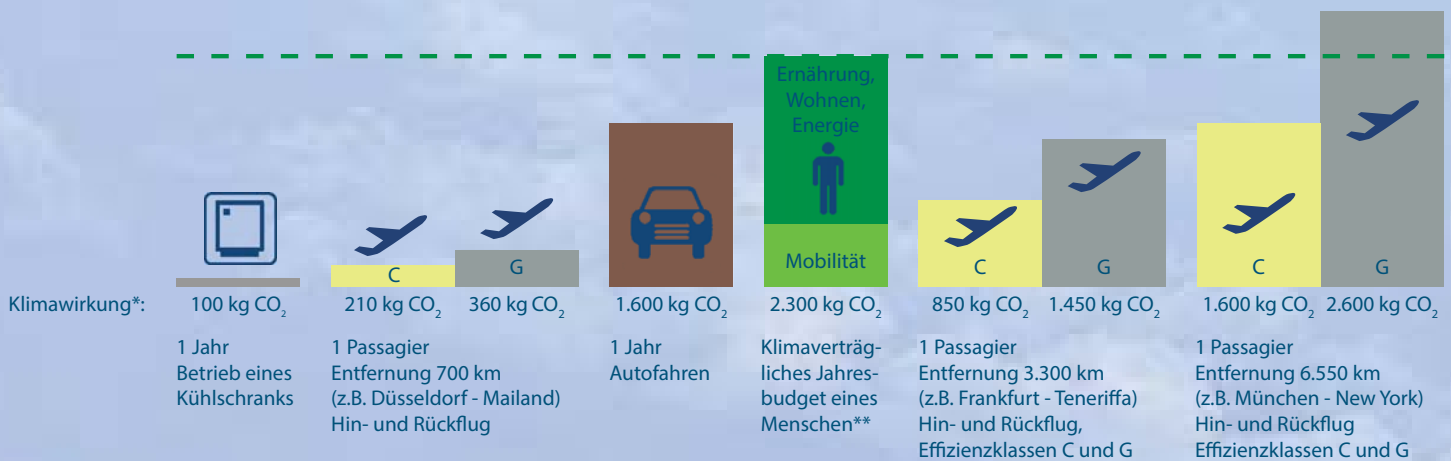 Ernährung,
Wohnen,
Energie
Mobilität
C
G
C
G
C
G
Klimawirkung*:
100 kg CO₂
210 kg CO₂
360 kg CO₂
1.600 kg CO₂
2.300 kg CO₂
850 kg CO₂
1.450 kg CO₂
1.600 kg CO₂
2.600 kg CO₂
1 Jahr
Betrieb eines
Kühlschranks
1 Passagier
Entfernung 700 km
(z.B. Düsseldorf - Mailand)
Hin- und Rückflug
1 Jahr
Autofahren
Klimaverträg-
liches Jahres-
budget eines
Menschen**
1 Passagier
Entfernung 3.300 km
(z.B. Frankfurt - Teneriffa)
Hin- und Rückflug,
Effizienzklassen C und G
1 Passagier
Entfernung 6.550 km
(z.B. München - New York)
Hin- und Rückflug
Effizienzklassen C und G